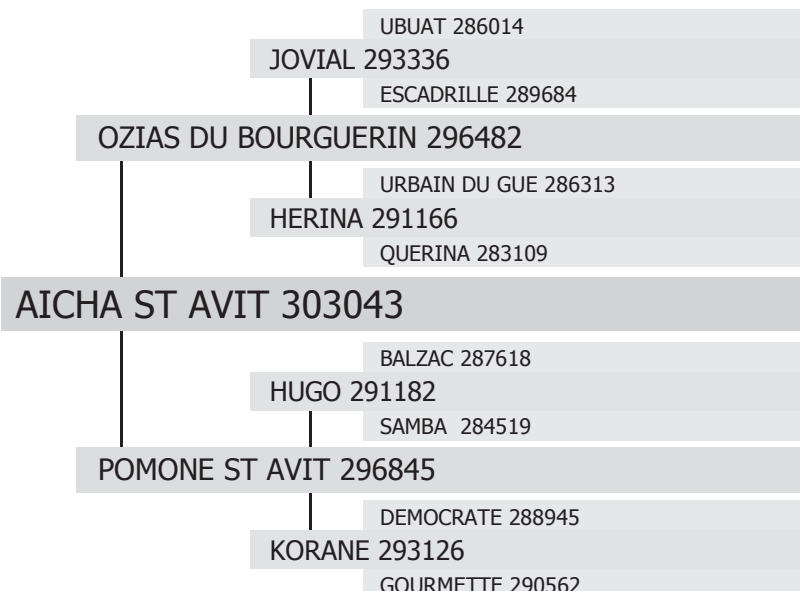 UBUAT 286014
JOVIAL 293336
ESCADRILLE 289684
OZIAS DU BOURGUERIN 296482
URBAIN DU GUE 286313
HERINA 291166
QUERINA 283109
AICHA ST AVIT 303043
BALZAC 287618
HUGO 291182
SAMBA 284519
POMONE ST AVIT 296845
DEMOCRATE 288945
KORANE 293126
GOURMETTE 290562